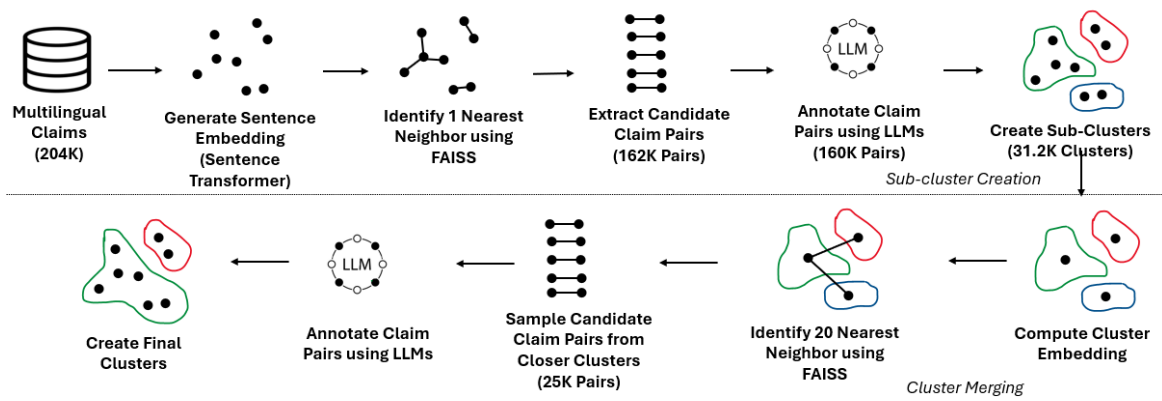 Multilingual
Claims
(204K)
Generate Sentence
Embedding
(Sentence
Transformer)
Identify 1 Nearest
Neighbor using
FAISS
Extract Candidate
Claim Pairs
(162K Pairs)
LLM
Annotate Claim
Pairs using LLMs
(160K Pairs)
Create Sub-Clusters
(31.2K Clusters)
Sub-cluster Creation
Compute Cluster
Embedding
Identify 20 Nearest
Neighbor using
FAISS
Sample Candidate
Claim Pairs from
Closer Clusters
(25K Pairs)
LLM
Annotate Claim
Pairs using LLMs
Create Final
Clusters
Cluster Merging